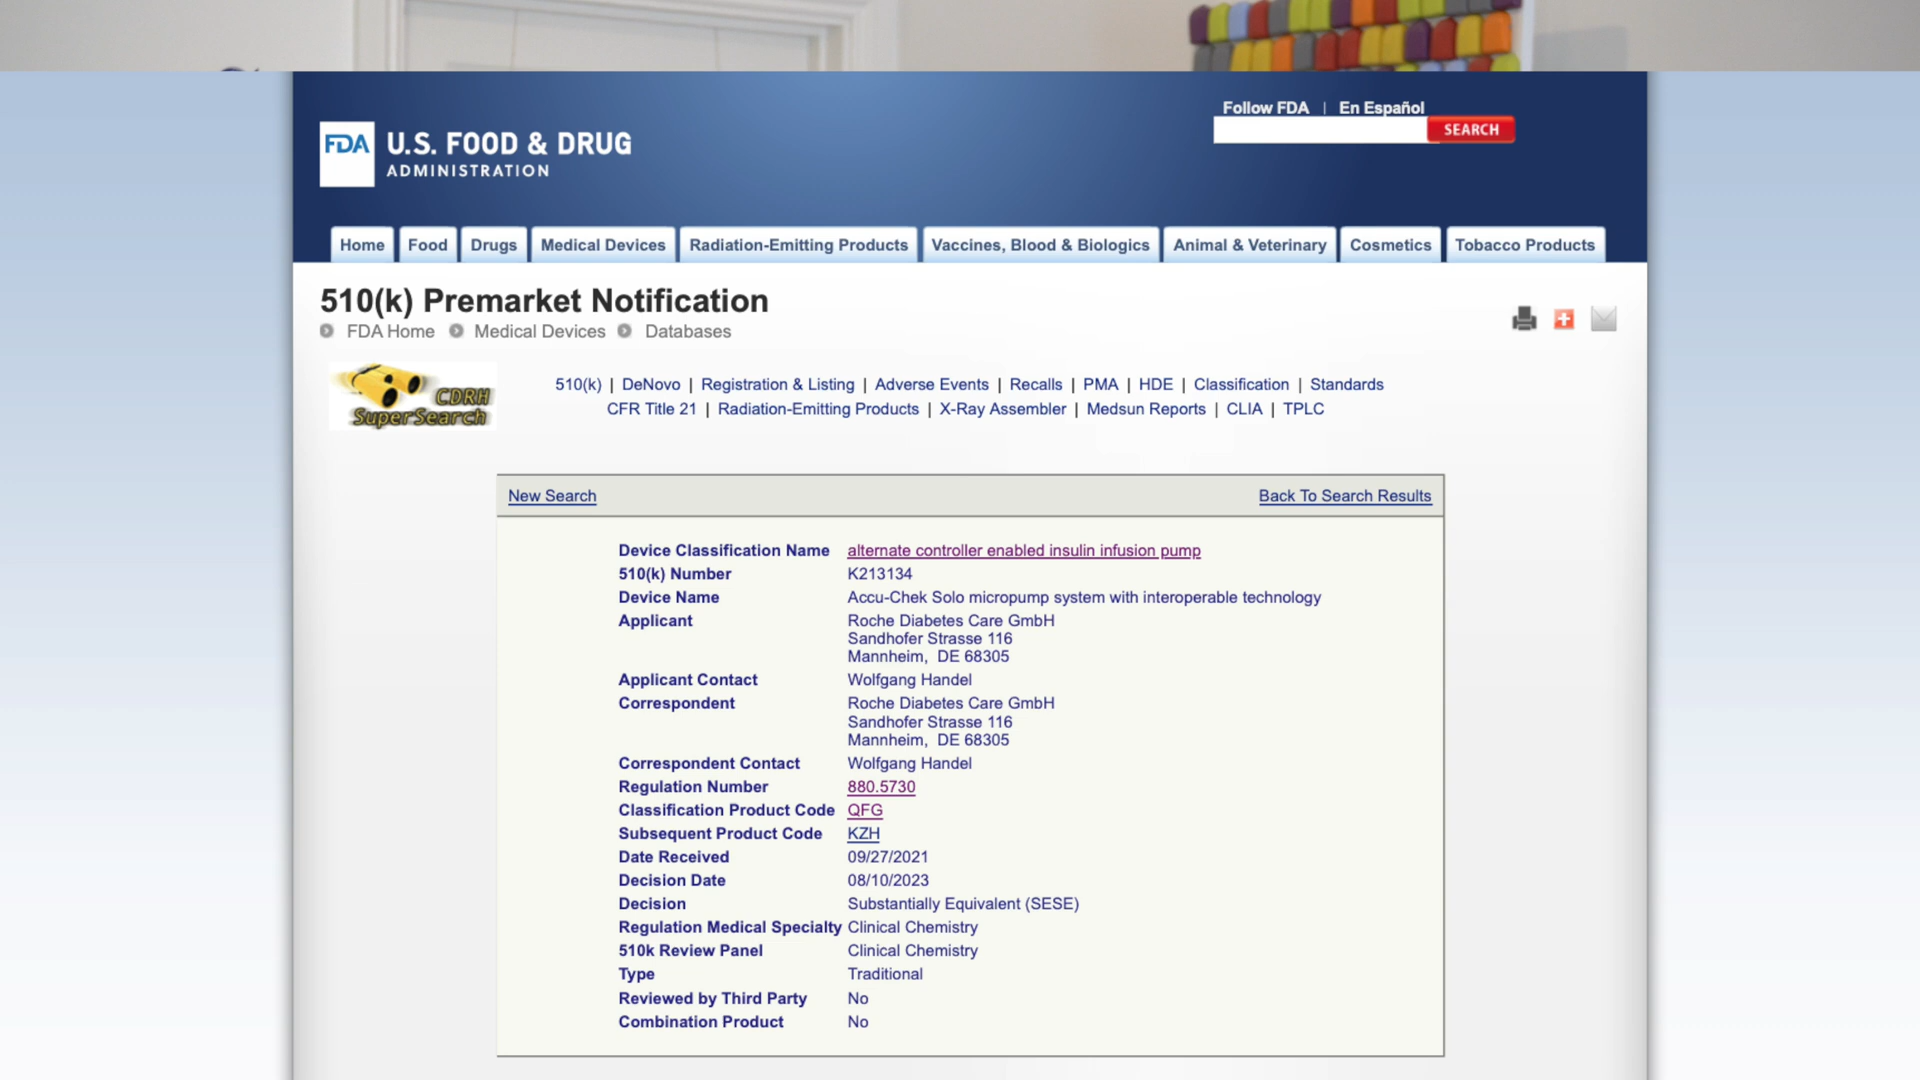 Follow FDA | En Español
SEARCH
FDA U.S. FOOD & DRUG
ADMINISTRATION
Home Food Drugs Medical Devices Radiation-Emitting Products Vaccines, Blood & Biologics Animal & Veterinary Cosmetics Tobacco Products
510(k) Premarket Notification
FDA Home Medical Devices Databases
CDRH
SuperSearch
510(k) | DeNovo | Registration & Listing | Adverse Events | Recalls | PMA | HDE | Classification | Standards
CFR Title 21 | Radiation-Emitting Products | X-Ray Assembler | Medsun Reports | CLIA | TPLC
New Search Back To Search Results
Device Classification Name alternate controller enabled insulin infusion pump
510(k) Number K213134
Device Name Accu-Chek Solo micropump system with interoperable technology
Applicant Roche Diabetes Care GmbH
Sandhofer Strasse 116
Mannheim, DE 68305
Applicant Contact Wolfgang Handel
Correspondent Roche Diabetes Care GmbH
Sandhofer Strasse 116
Mannheim, DE 68305
Correspondent Contact Wolfgang Handel
Regulation Number 880.5730
Classification Product Code QFG
Subsequent Product Code KZH
Date Received 09/27/2021
Decision Date 08/10/2023
Decision Substantially Equivalent (SESE)
Regulation Medical Specialty Clinical Chemistry
510k Review Panel Clinical Chemistry
Type Traditional
Reviewed by Third Party No
Combination Product No